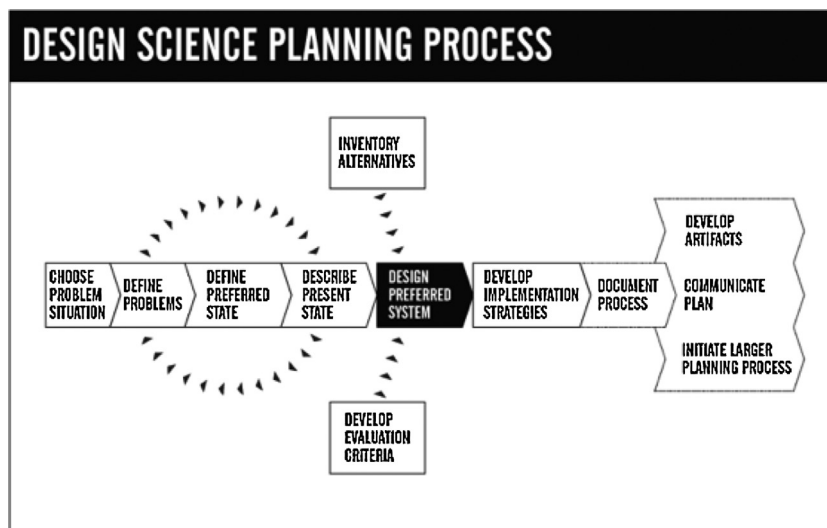 DESIGN SCIENCE PLANNING PROCESS
INVENTORY
ALTERNATIVES
CHOOSE
PROBLEM
SITUATION
DEFINE
PROBLEMS
DEFINE
PREFERRED
STATE
DESCRIBE
PRESENT
STATE
DESIGN
PREFERRED
SYSTEM
DEVELOP
IMPLEMENTATION
STRATEGIES
DOCUMENT
PROCESS
DEVELOP
ARTIFACTS
COMMUNICATE
PLAN
INITIATE LARGER
PLANNING PROCESS
DEVELOP
EVALUATION
CRITERIA